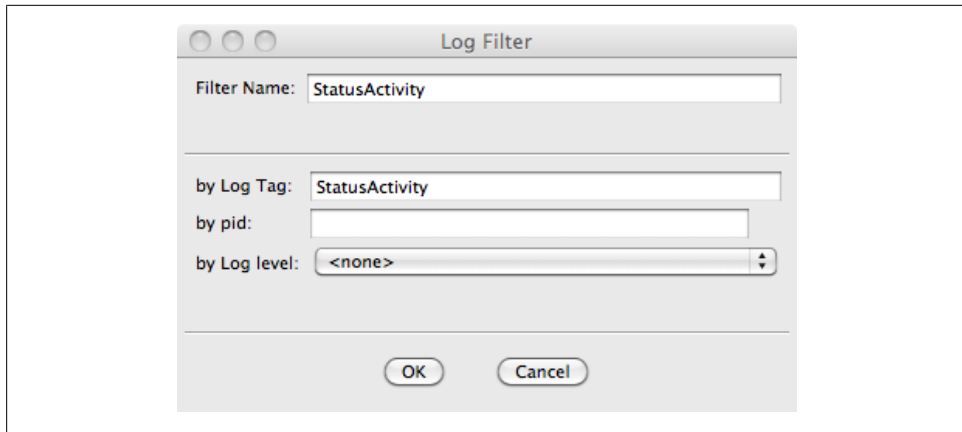 Log Filter
Filter Name: StatusActivity
by Log Tag: StatusActivity
by pid:
by Log level: <none>
OK Cancel